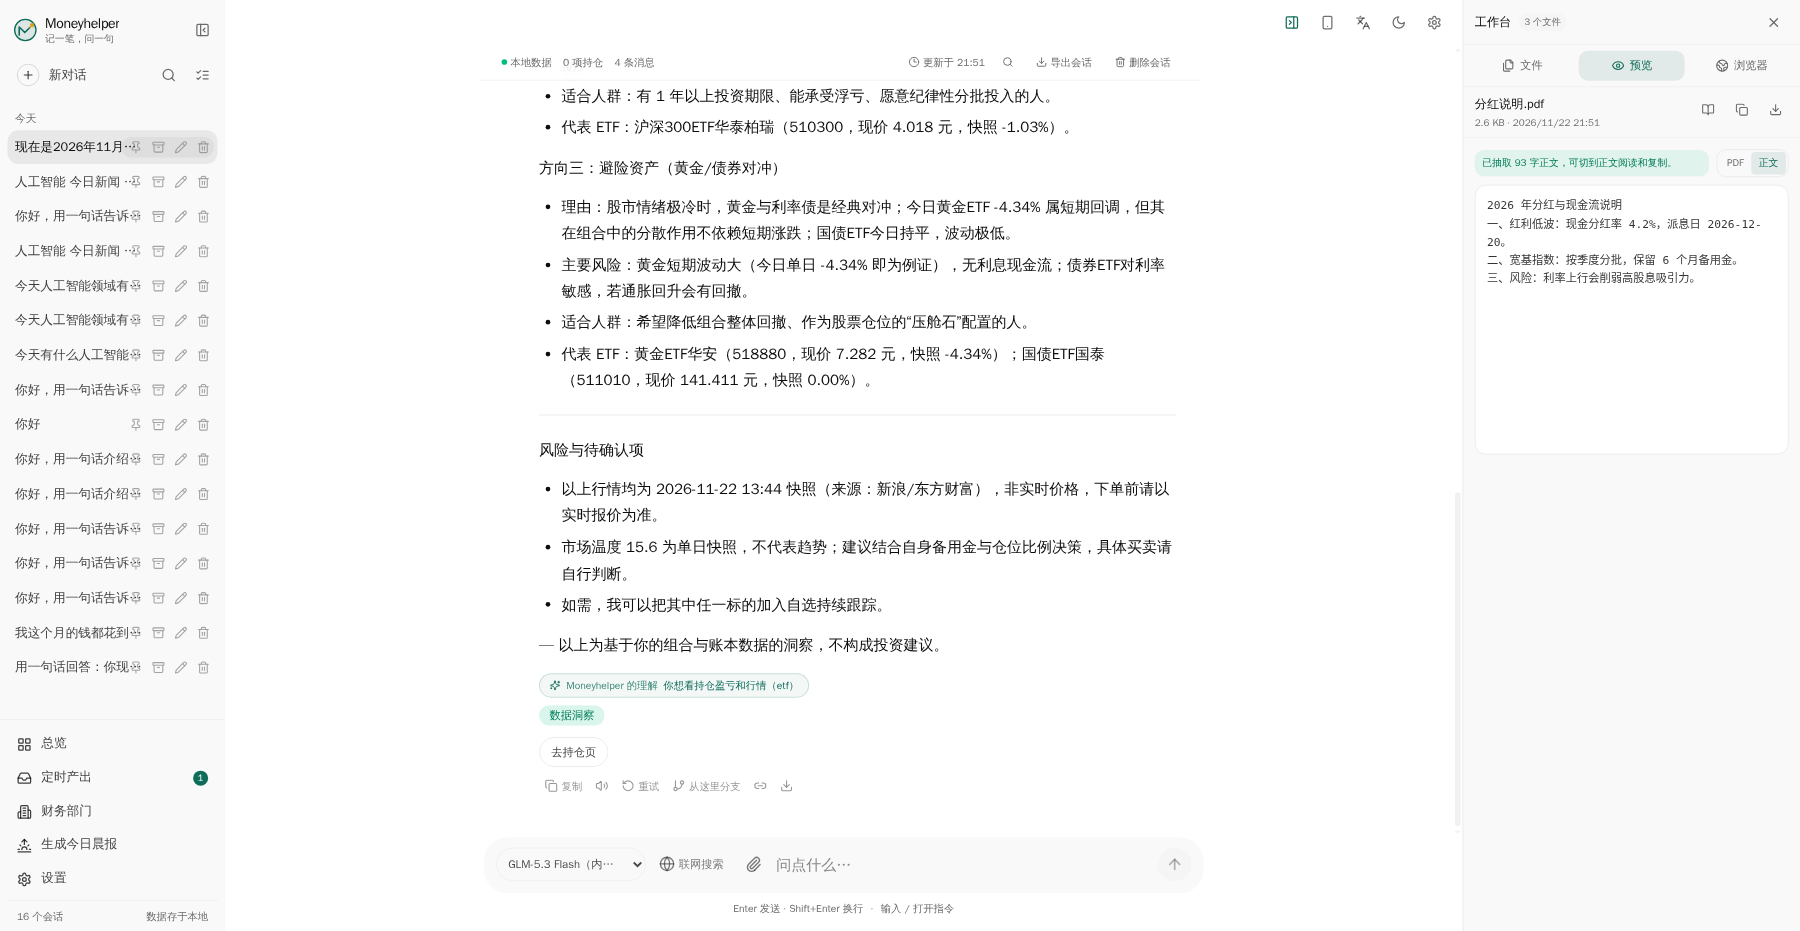 Moneyhelper
记一笔，问一句
新对话
今天
现在是2026年11月…
人工智能 今日新闻 …
你好，用一句话告诉…
人工智能 今日新闻 …
今天人工智能领域有…
今天人工智能领域有…
今天有什么人工智能…
你好，用一句话告诉…
你好
你好，用一句话介绍…
你好，用一句话介绍…
你好，用一句话告诉…
你好，用一句话告诉…
你好，用一句话告诉…
我这个月的钱都花到…
用一句话回答：你现…
总览
定时产出 1
财务部门
生成今日晨报
设置
16 个会话 数据存于本地
本地数据 0 项持仓 4 条消息 更新于 21:51 导出会话 删除会话
• 适合人群：有 1 年以上投资期限、能承受浮亏、愿意纪律性分批投入的人。
• 代表 ETF：沪深300ETF华泰柏瑞（510300，现价 4.018 元，快照 -1.03%）。
方向三：避险资产（黄金/债券对冲）
• 理由：股市情绪极冷时，黄金与利率债是经典对冲；今日黄金ETF -4.34% 属短期回调，但其
在组合中的分散作用不依赖短期涨跌；国债ETF今日持平，波动极低。
• 主要风险：黄金短期波动大（今日单日 -4.34% 即为例证），无利息现金流；债券ETF对利率
敏感，若通胀回升会有回撤。
• 适合人群：希望降低组合整体回撤、作为股票仓位的“压舱石”配置的人。
• 代表 ETF：黄金ETF华安（518880，现价 7.282 元，快照 -4.34%）；国债ETF国泰
（511010，现价 141.411 元，快照 0.00%）。
风险与待确认项
• 以上行情均为 2026-11-22 13:44 快照（来源：新浪/东方财富），非实时价格，下单前请以
实时报价为准。
• 市场温度 15.6 为单日快照，不代表趋势；建议结合自身备用金与仓位比例决策，具体买卖请
自行判断。
• 如需，我可以把其中任一标的加入自选持续跟踪。
— 以上为基于你的组合与账本数据的洞察，不构成投资建议。
Moneyhelper 的理解 你想看持仓盈亏和行情（etf）
数据洞察
去持仓页
复制 重试 从这里分支
GLM-5.3 Flash（内… 联网搜索 问点什么…
Enter 发送 · Shift+Enter 换行 · 输入 / 打开指令
工作台 3 个文件
文件 预览 浏览器
分红说明.pdf
2.6 KB · 2026/11/22 21:51
已抽取 93 字正文，可切到正文阅读和复制。 PDF 正文
2026 年分红与现金流说明
一、红利低波：现金分红率 4.2%，派息日 2026-12-
20。
二、宽基指数：按季度分批，保留 6 个月备用金。
三、风险：利率上行会削弱高股息吸引力。